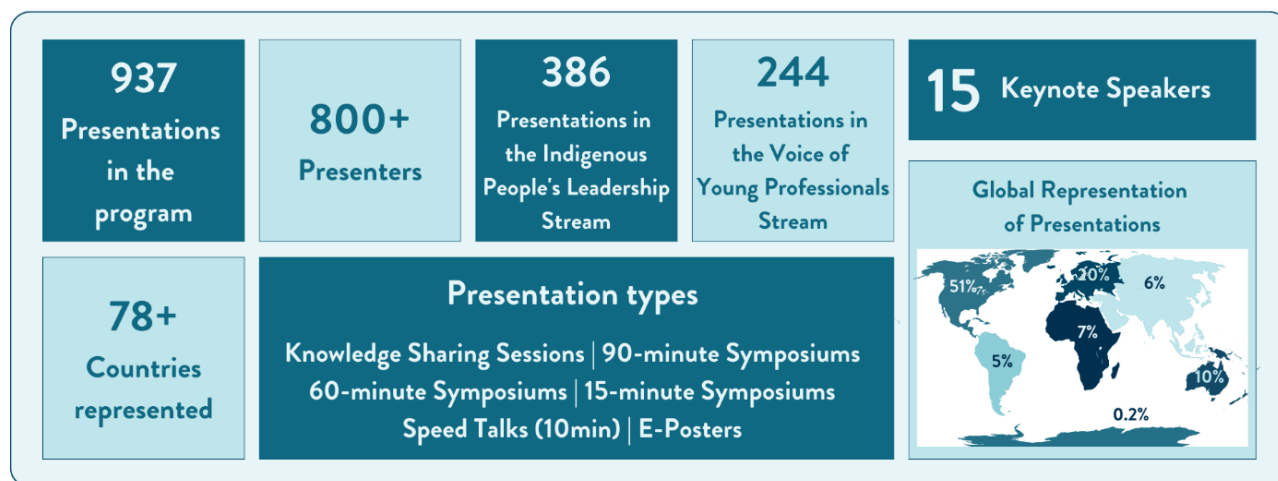 937
Presentations
in the
program
800+
Presenters
386
Presentations in
the Indigenous
People's Leadership
Stream
244
Presentations in
the Voice of
Young Professionals
Stream
15 Keynote Speakers
78+
Countries
represented
Presentation types
Knowledge Sharing Sessions | 90-minute Symposiums
60-minute Symposiums | 15-minute Symposiums
Speed Talks (10min) | E-Posters
Global Representation
of Presentations
51%
20%
6%
7%
5%
10%
0.2%